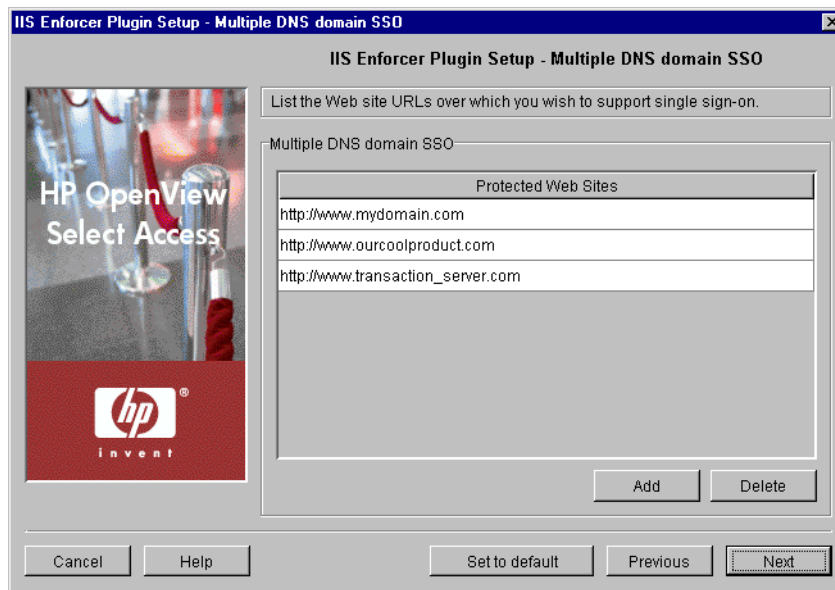 IIS Enforcer Plugin Setup - Multiple DNS domain SSO
IIS Enforcer Plugin Setup - Multiple DNS domain SSO
List the Web site URLs over which you wish to support single sign-on.
HP OpenView
Select Access
hp
®
invent
Multiple DNS domain SSO
Protected Web Sites
http://www.mydomain.com
http://www.ourcoolproduct.com
http://www.transaction_server.com
Add Delete
Cancel Help Set to default Previous Next